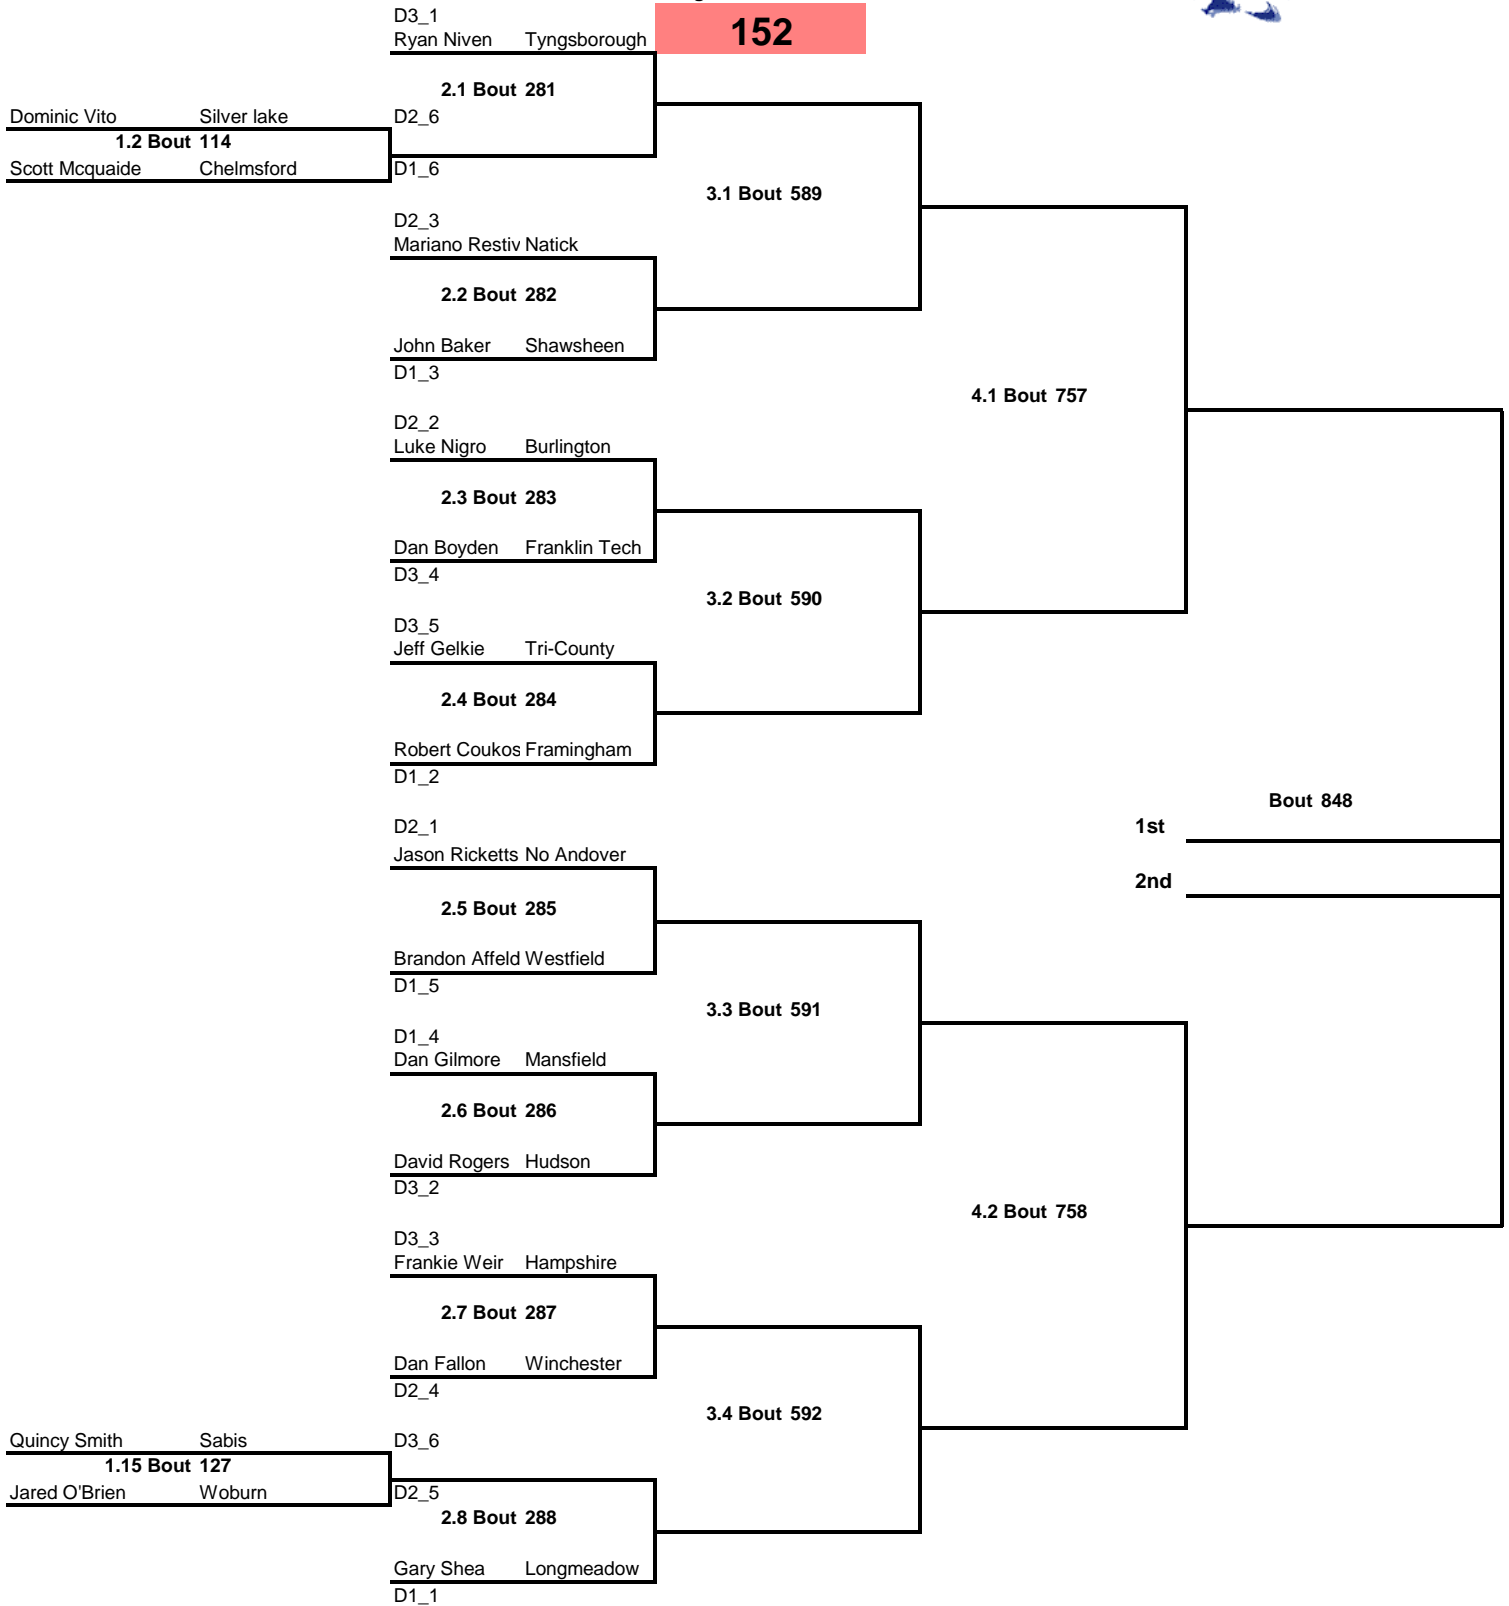 D3_1
152
Ryan Niven Tyngsborough
2.1 Bout 281
Dominic Vito Silver lake D2_6
1.2 Bout 114
Scott Mcquaide Chelmsford D1_6
3.1 Bout 589
D2_3
Mariano Restiv Natick
2.2 Bout 282
John Baker Shawsheen
D1_3
4.1 Bout 757
D2_2
Luke Nigro Burlington
2.3 Bout 283
Dan Boyden Franklin Tech
D3_4
3.2 Bout 590
D3_5
Jeff Gelkie Tri-County
2.4 Bout 284
Robert Coukos Framingham
D1_2
Bout 848
D2_1 1st
Jason Ricketts No Andover
2nd
2.5 Bout 285
Brandon Affeld Westfield
D1_5
3.3 Bout 591
D1_4
Dan Gilmore Mansfield
2.6 Bout 286
David Rogers Hudson
D3_2
4.2 Bout 758
D3_3
Frankie Weir Hampshire
2.7 Bout 287
Dan Fallon Winchester
D2_4
3.4 Bout 592
Quincy Smith Sabis D3_6
1.15 Bout 127
Jared O'Brien Woburn D2_5
2.8 Bout 288
Gary Shea Longmeadow
D1_1